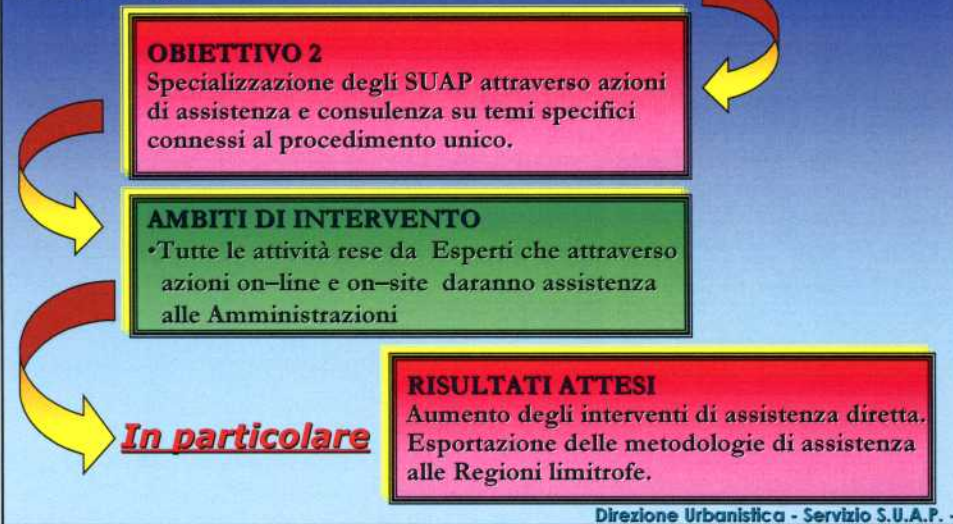 OBIETTIVO 2
Specializzazione degli SUAP attraverso azioni
di assistenza e consulenza su temi specifici
connessi al procedimento unico.
AMBITI DI INTERVENTO
•Tutte le attività rese da Esperti che attraverso
azioni on–line e on–site daranno assistenza
alle Amministrazioni
In particolare
RISULTATI ATTESI
Aumento degli interventi di assistenza diretta.
Esportazione delle metodologie di assistenza
alle Regioni limitrofe.
Direzione Urbanistica - Servizio S.U.A.P. -